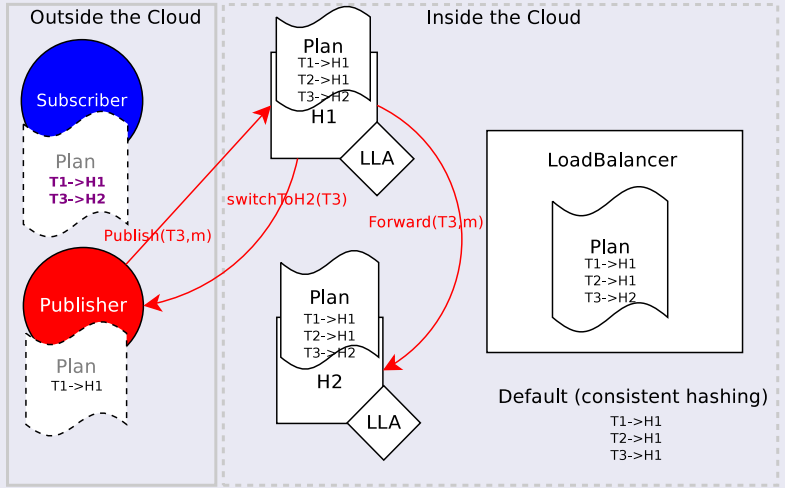 Outside the Cloud
Subscriber
Plan
T1->H1
T3->H2
Publish(T3,m)
Publisher
Plan
T1->H1
Inside the Cloud
Plan
T1->H1
T2->H1
T3->H2
H1
LLA
switchToH2(T3)
Forward(T3,m)
Plan
T1->H1
T2->H1
T3->H2
H2
LLA
LoadBalancer
Plan
T1->H1
T2->H1
T3->H2
Default (consistent hashing)
T1->H1
T2->H1
T3->H1